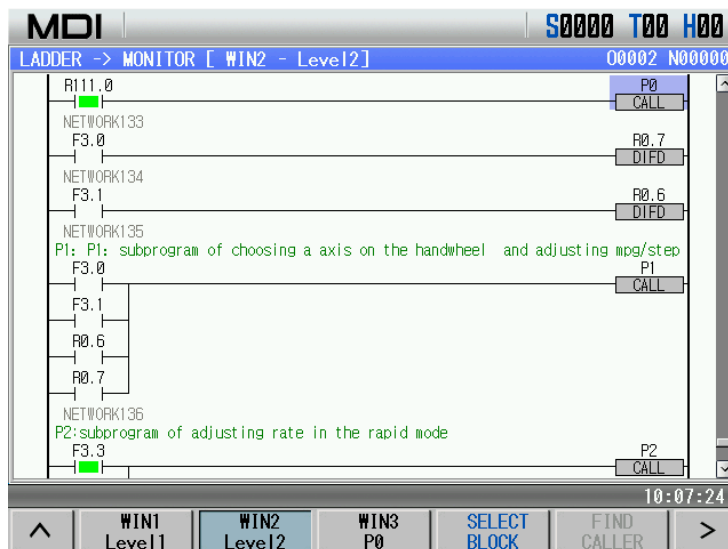 MDI S0000 T00 H00
LADDER -> MONITOR [ WIN2 - Level2] O0002 N00000
R111.0 P0
CALL
NETWORK133
F3.0 R0.7
DIFD
NETWORK134
F3.1 R0.6
DIFD
NETWORK135
P1: P1: subprogram of choosing a axis on the handwheel and adjusting mpg/step
F3.0 P1
CALL
F3.1
R0.6
R0.7
NETWORK136
P2:subprogram of adjusting rate in the rapid mode
F3.3 P2
CALL
10:07:24
WIN1 WIN2 WIN3 SELECT FIND
Level1 Level2 P0 BLOCK CALLER